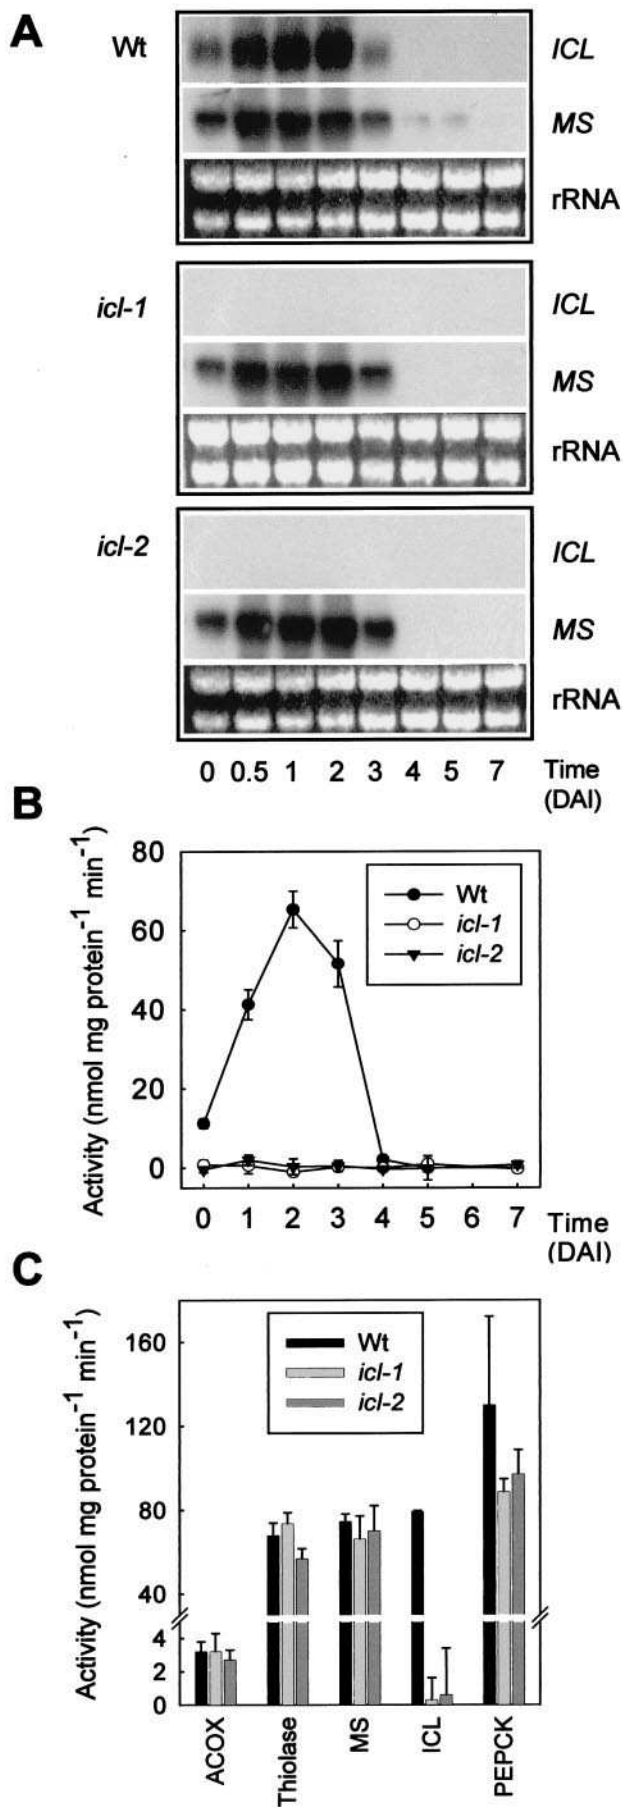 A
Wt
ICL
MS
rRNA
icl-1
ICL
MS
rRNA
icl-2
ICL
MS
rRNA
0 0.5 1 2 3 4 5 7 Time
(DAI)
B
Activity (nmol mg protein-1 min-1)
80
60
40
20
0
Wt
icl-1
icl-2
0 1 2 3 4 5 6 7 Time
(DAI)
C
Activity (nmol mg protein-1 min-1)
160
120
80
40
4
2
0
Wt
icl-1
icl-2
ACOX
Thiolase
MS
ICL
PEPCK